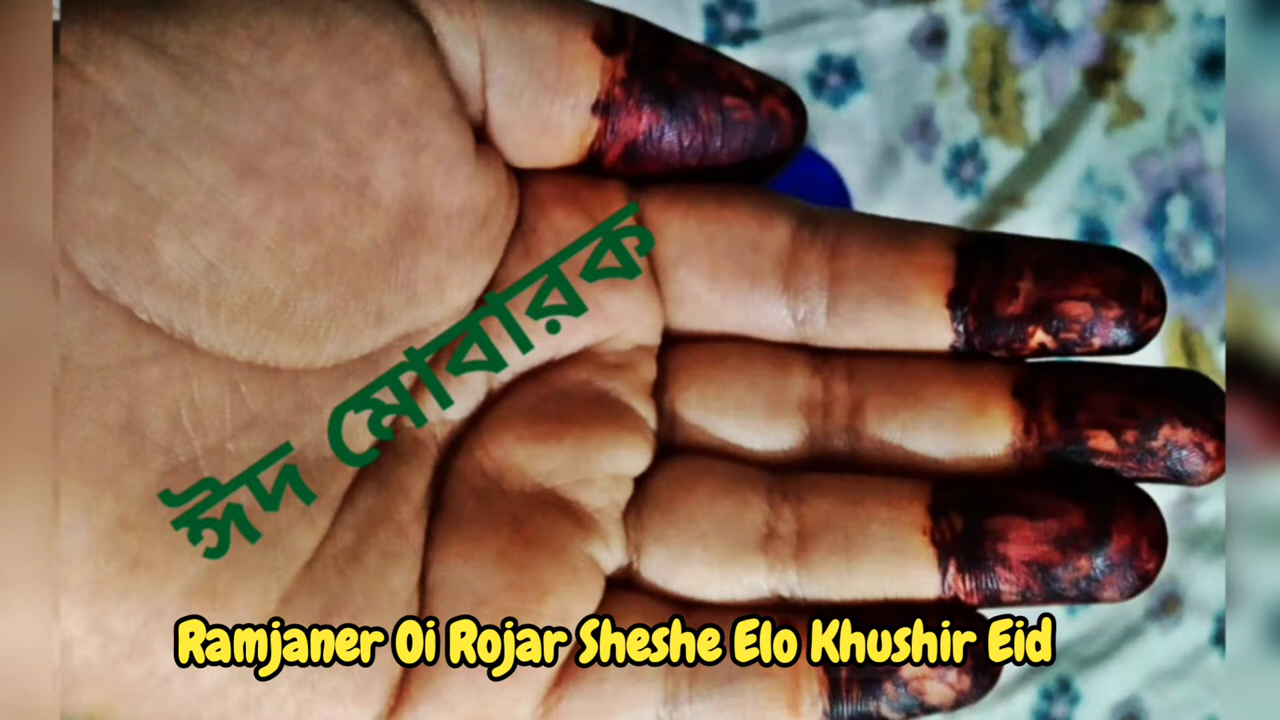 ঈদ মোবারক
Ramjaner Oi Rojar Sheshe Elo Khushir Eid